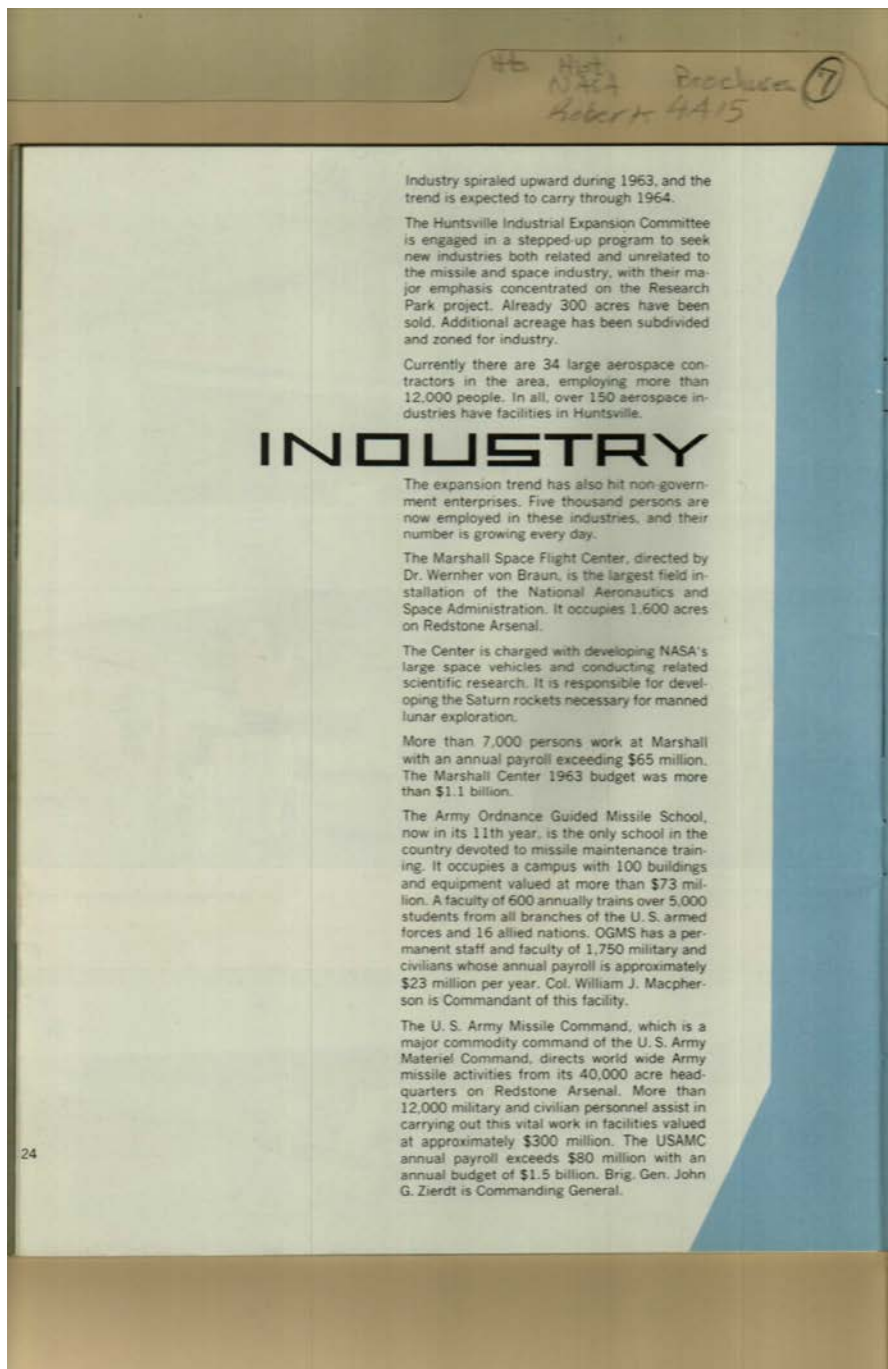 Hist
NASA Brochures 7
Robert 4A15
Industry spiraled upward during 1963, and the
trend is expected to carry through 1964.
The Huntsville Industrial Expansion Committee
is engaged in a stepped-up program to seek
new industries both related and unrelated to
the missile and space industry, with their ma-
jor emphasis concentrated on the Research
Park project. Already 300 acres have been
sold. Additional acreage has been subdivided
and zoned for industry.
Currently there are 34 large aerospace con-
tractors in the area, employing more than
12,000 people. In all, over 150 aerospace in-
dustries have facilities in Huntsville.
INDUSTRY
The expansion trend has also hit non-govern-
ment enterprises. Five thousand persons are
now employed in these industries, and their
number is growing every day.
The Marshall Space Flight Center, directed by
Dr. Wernher von Braun, is the largest field in-
stallation of the National Aeronautics and
Space Administration. It occupies 1,600 acres
on Redstone Arsenal.
The Center is charged with developing NASA's
large space vehicles and conducting related
scientific research. It is responsible for devel-
oping the Saturn rockets necessary for manned
lunar exploration.
More than 7,000 persons work at Marshall
with an annual payroll exceeding $65 million.
The Marshall Center 1963 budget was more
than $1.1 billion.
The Army Ordnance Guided Missile School,
now in its 11th year, is the only school in the
country devoted to missile maintenance train-
ing. It occupies a campus with 100 buildings
and equipment valued at more than $73 mil-
lion. A faculty of 600 annually trains over 5,000
students from all branches of the U. S. armed
forces and 16 allied nations. OGMS has a per-
manent staff and faculty of 1,750 military and
civilians whose annual payroll is approximately
$23 million per year. Col. William J. Macpher-
son is Commandant of this facility.
The U. S. Army Missile Command, which is a
major commodity command of the U. S. Army
Materiel Command, directs world wide Army
missile activities from its 40,000 acre head-
quarters on Redstone Arsenal. More than
12,000 military and civilian personnel assist in
carrying out this vital work in facilities valued
at approximately $300 million. The USAMC
annual payroll exceeds $80 million with an
annual budget of $1.5 billion. Brig. Gen. John
G. Zierdt is Commanding General.
24